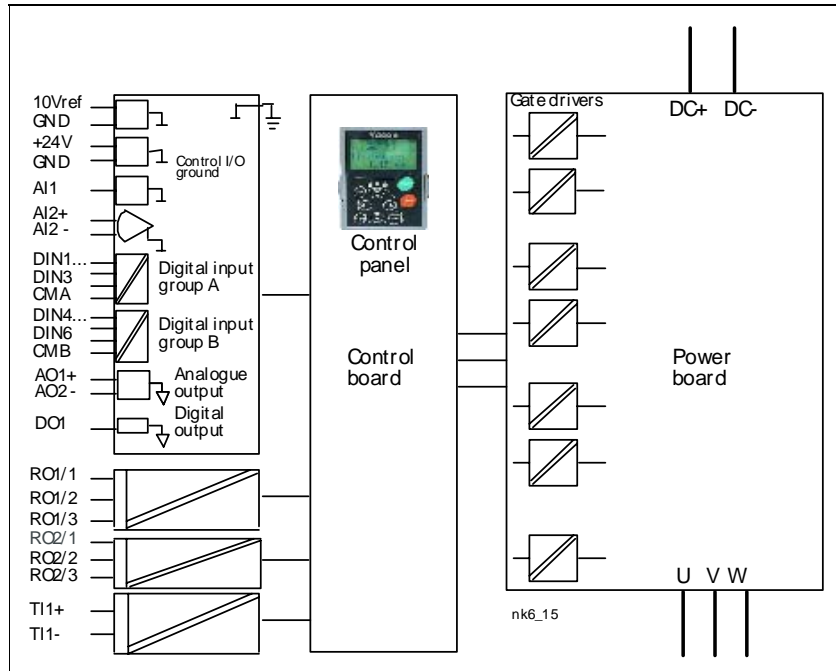 10Vref
GND
+24V
GND
AI1
AI2+
AI2 -
DIN1...
DIN3
CMA
DIN4...
DIN6
CMB
AO1+
AO2 -
DO1
RO1/1
RO1/2
RO1/3
RO2/1
RO2/2
RO2/3
TI1+
TI1-
Control I/O
ground
Digital input
group A
Digital input
group B
Analogue
output
Digital
output
Control
panel
Control
board
Gate drivers
DC+ DC-
Power
board
U V W
nk6_15